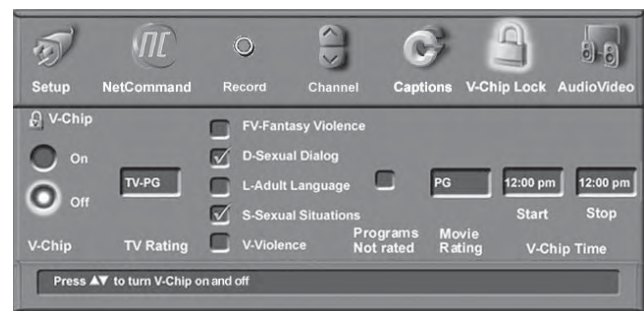 Setup NetCommand Record Channel Captions V-Chip Lock AudioVideo
V-Chip
On
Off
V-Chip
TV-PG
TV Rating
FV-Fantasy Violence
D-Sexual Dialog
L-Adult Language
S-Sexual Situations
V-Violence
Programs
Not rated
PG
Movie
Rating
12:00 pm 12:00 pm
Start Stop
V-Chip Time
Press ▲▼ to turn V-Chip on and off